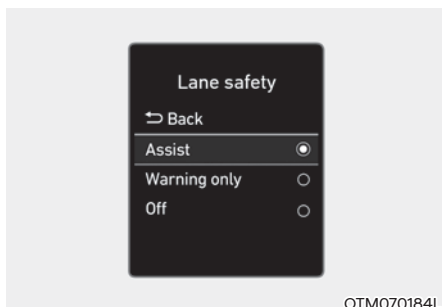 Lane safety
Back
Assist
Warning only
Off
OTM070184L